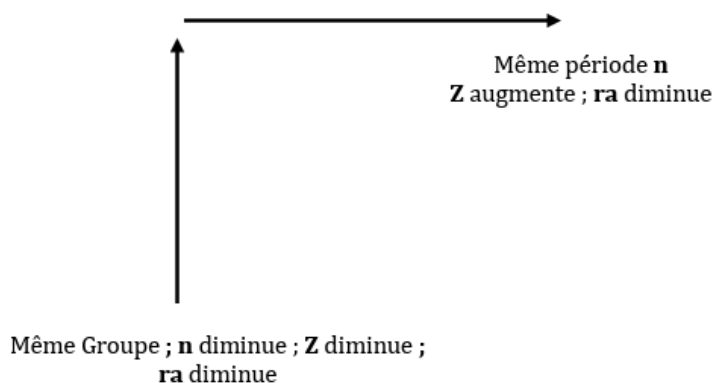 Même période n
Z augmente ; ra diminue
Même Groupe ; n diminue ; Z diminue ;
ra diminue